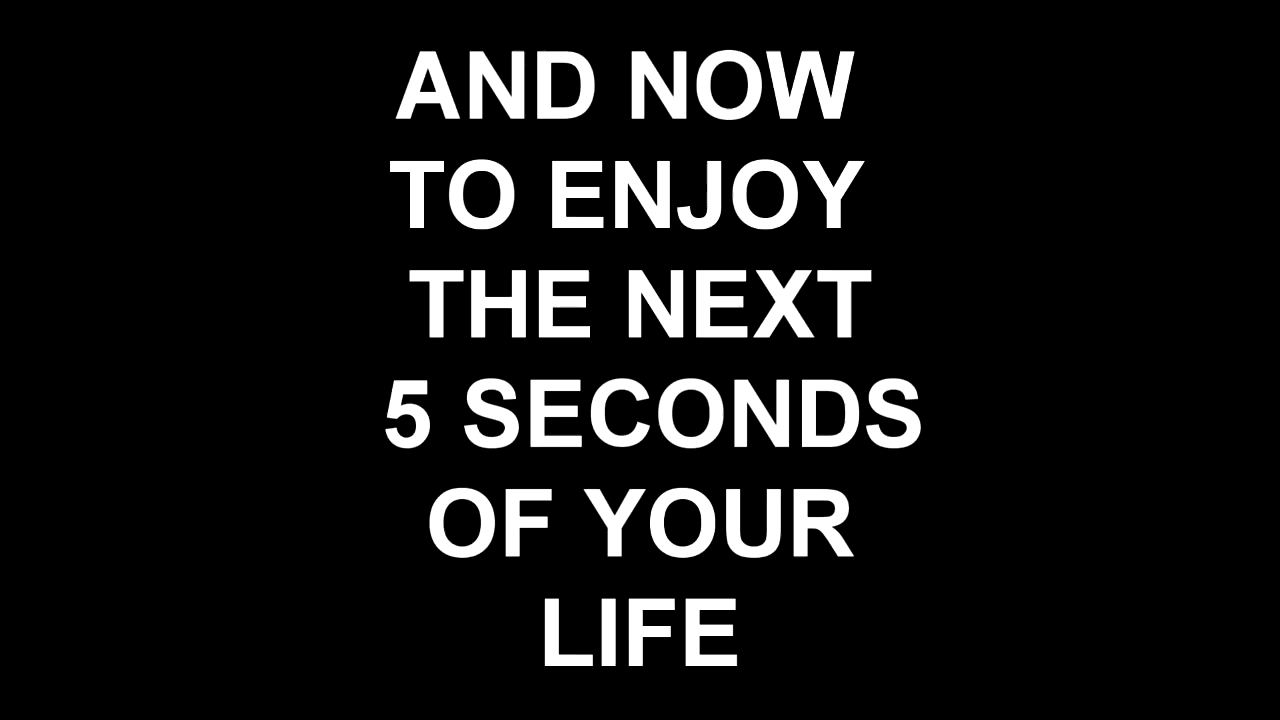 AND NOW
TO ENJOY
THE NEXT
5 SECONDS
OF YOUR
LIFE